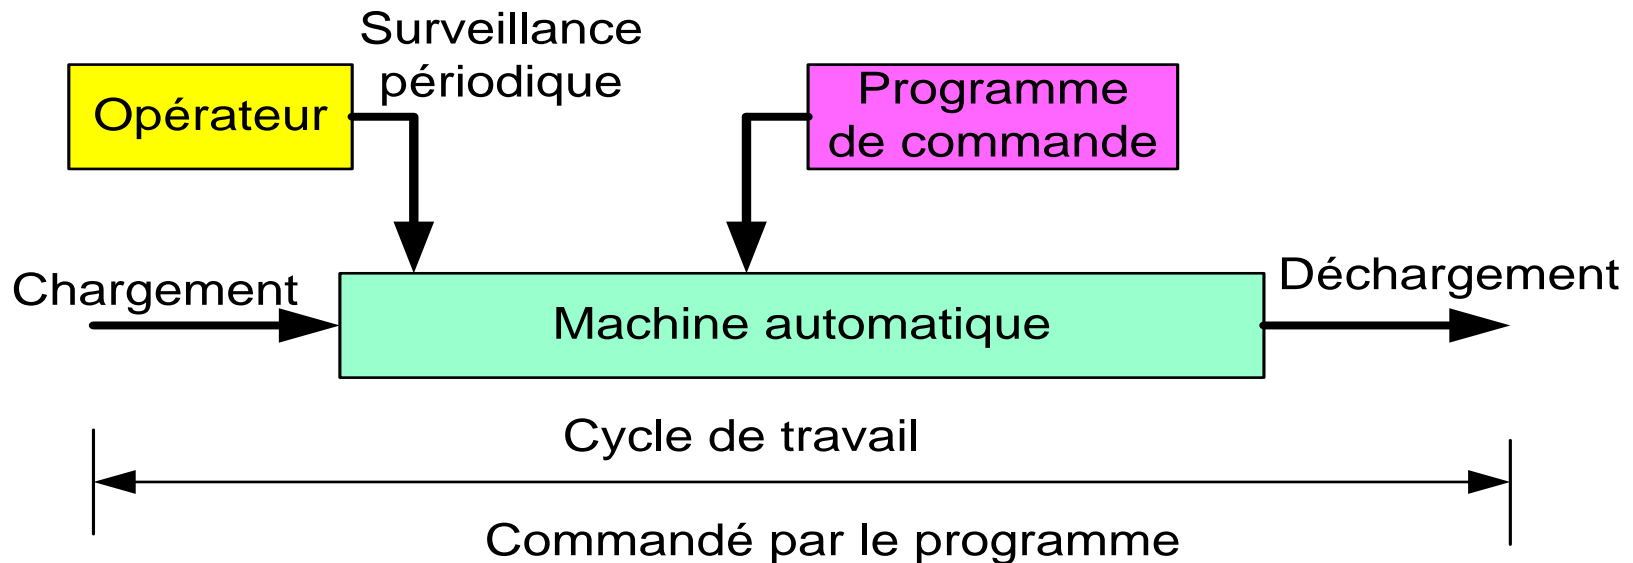 Surveillance
périodique
Opérateur
Programme
de commande
Chargement
Machine automatique
Déchargement
Cycle de travail
Commandé par le programme